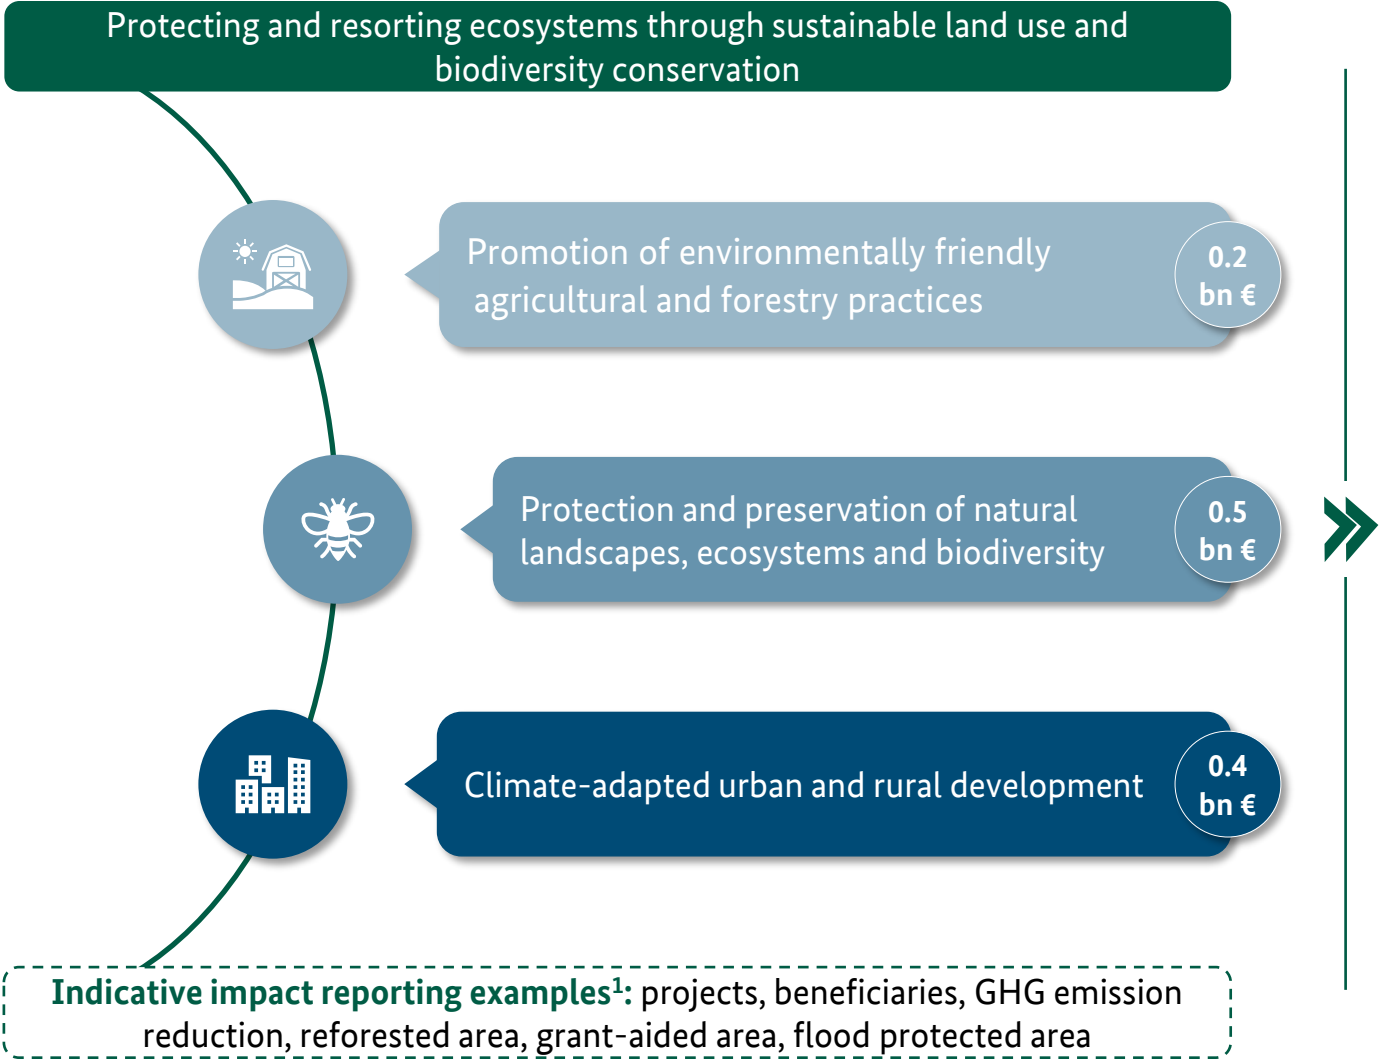 Protecting and resorting ecosystems through sustainable land use and
biodiversity conservation
Promotion of environmentally friendly
agricultural and forestry practices
0.2
bn €
Protection and preservation of natural
landscapes, ecosystems and biodiversity
0.5
bn €
Climate-adapted urban and rural development
0.4
bn €
Indicative impact reporting examples¹: projects, beneficiaries, GHG emission
reduction, reforested area, grant-aided area, flood protected area